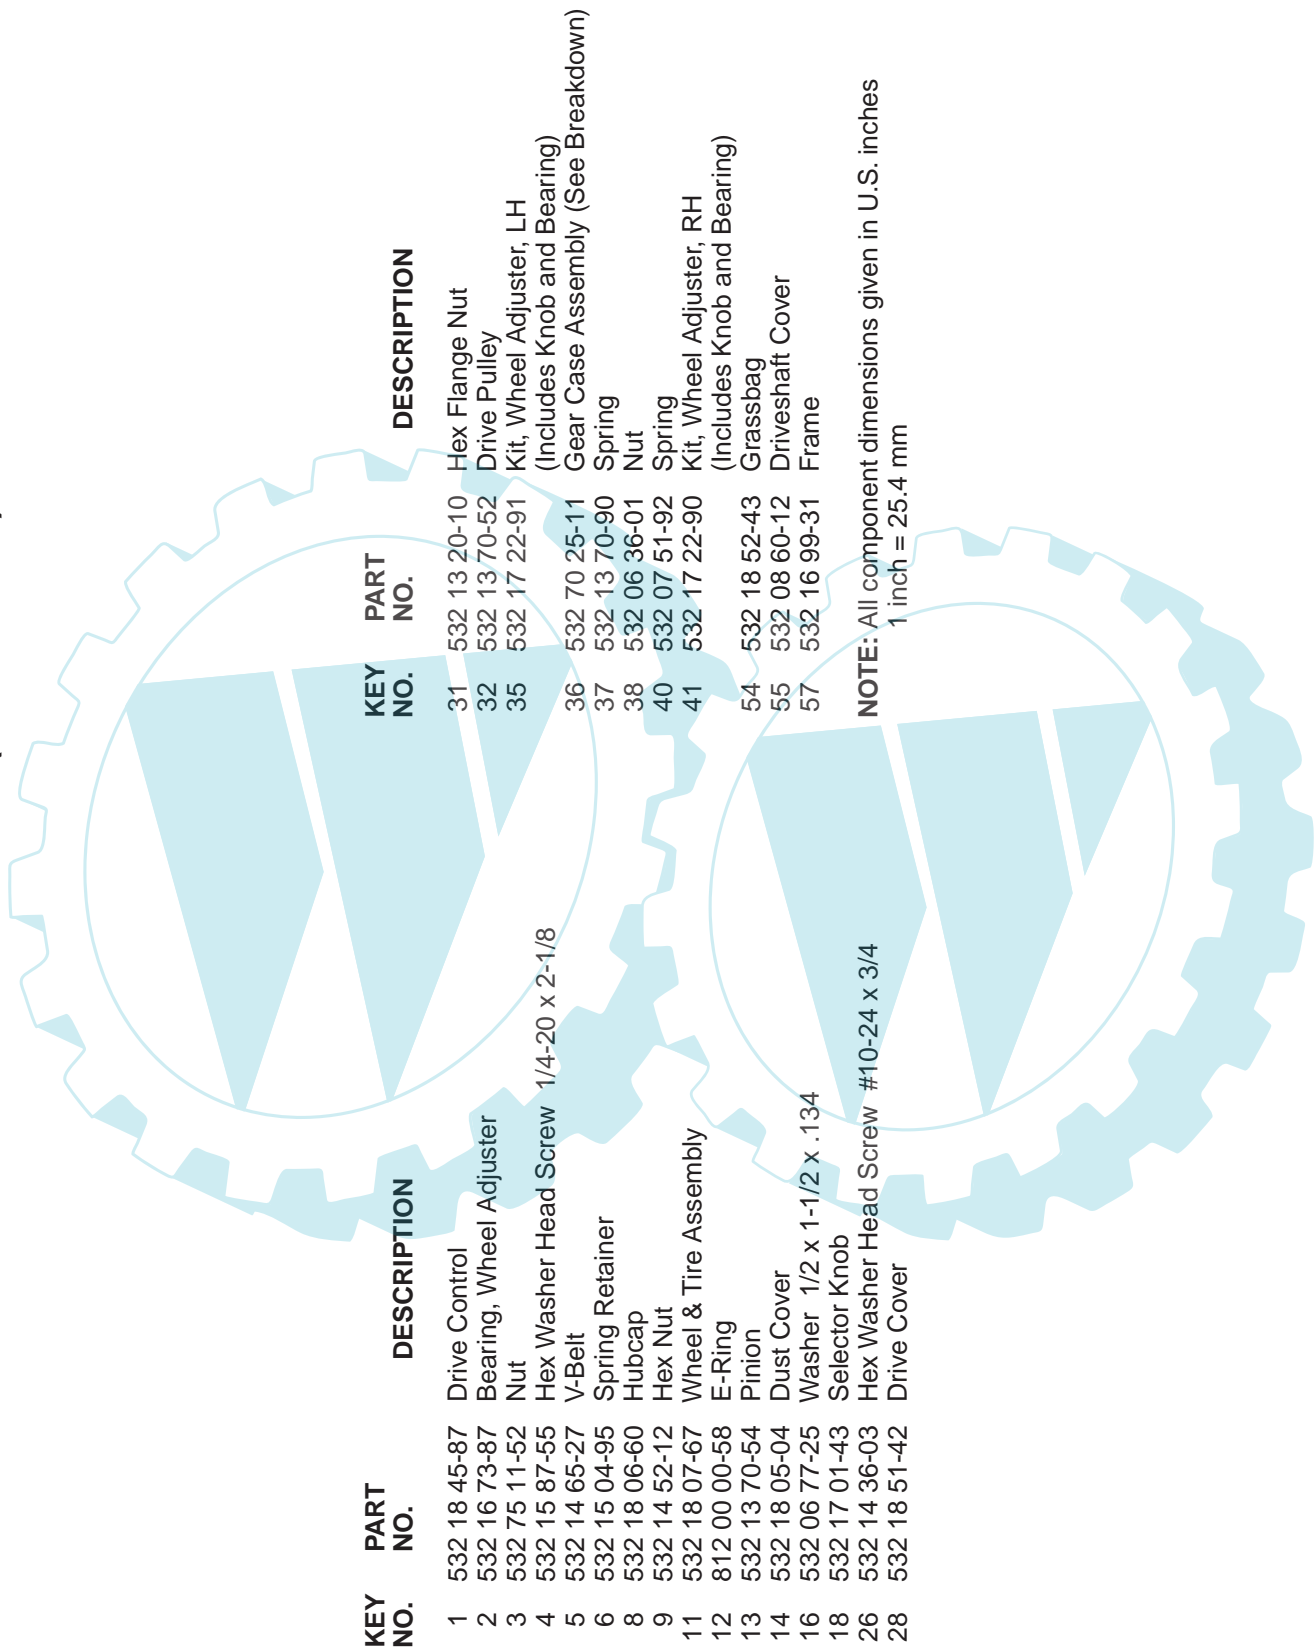 KEY PART
NO. NO. DESCRIPTION
1 532 18 45-87 Drive Control
2 532 16 73-87 Bearing, Wheel Adjuster
3 532 75 11-52 Nut
4 532 15 87-55 Hex Washer Head Screw 1/4-20 x 2-1/8
5 532 14 65-27 V-Belt
6 532 15 04-95 Spring Retainer
8 532 18 06-60 Hubcap
9 532 14 52-12 Hex Nut
11 532 18 07-67 Wheel & Tire Assembly
12 812 00 00-58 E-Ring
13 532 13 70-54 Pinion
14 532 18 05-04 Dust Cover
16 532 06 77-25 Washer 1/2 x 1-1/2 x .134
18 532 17 01-43 Selector Knob
26 532 14 36-03 Hex Washer Head Screw #10-24 x 3/4
28 532 18 51-42 Drive Cover
KEY PART
NO. NO. DESCRIPTION
31 532 13 20-10 Hex Flange Nut
32 532 13 70-52 Drive Pulley
35 532 17 22-91 Kit, Wheel Adjuster, LH
(Includes Knob and Bearing)
36 532 70 25-11 Gear Case Assembly (See Breakdown)
37 532 13 70-90 Spring
38 532 06 36-01 Nut
40 532 07 51-92 Spring
41 532 17 22-90 Kit, Wheel Adjuster, RH
(Includes Knob and Bearing)
54 532 18 52-43 Grassbag
55 532 08 60-12 Driveshaft Cover
57 532 16 99-31 Frame
NOTE: All component dimensions given in U.S. inches
1 inch = 25.4 mm